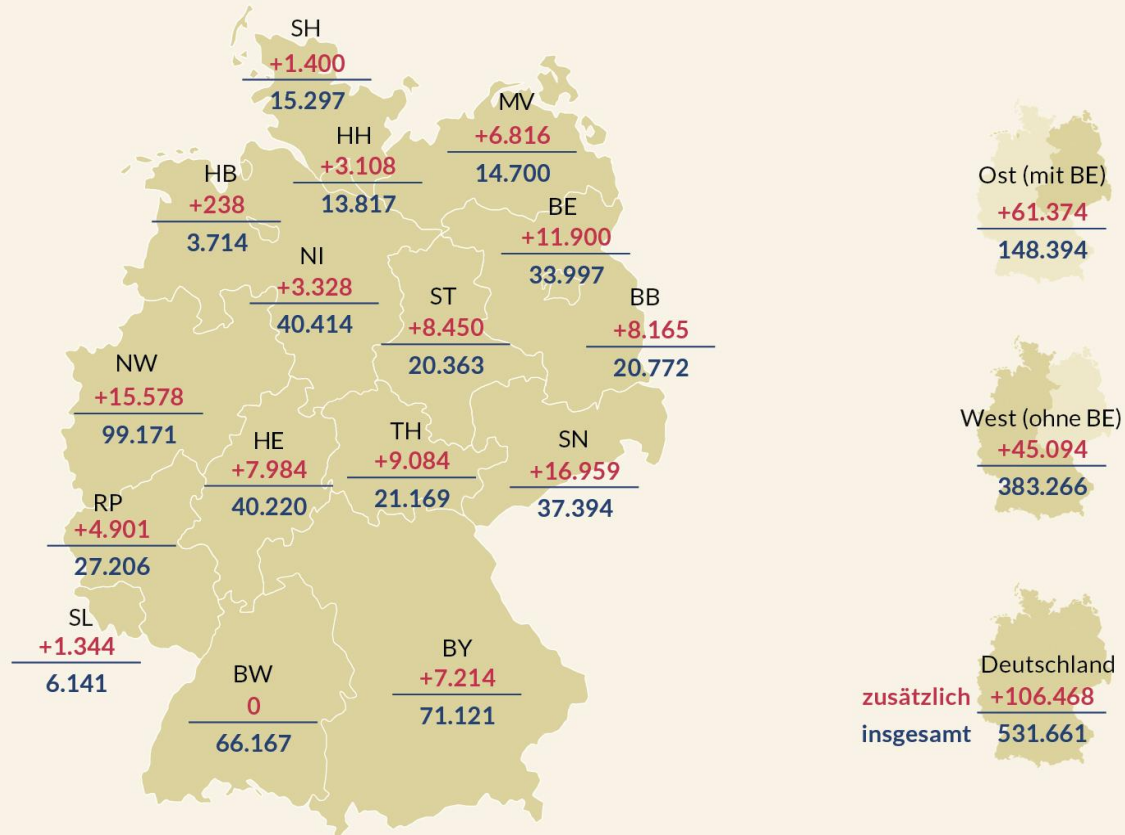 SH
+1.400
15.297
MV
+6.816
14.700
HH
+3.108
13.817
HB
+238
3.714
BE
+11.900
33.997
NI
+3.328
40.414
ST
+8.450
20.363
BB
+8.165
20.772
NW
+15.578
99.171
HE
+7.984
40.220
TH
+9.084
21.169
SN
+16.959
37.394
RP
+4.901
27.206
SL
+1.344
6.141
BW
0
66.167
BY
+7.214
71.121
Ost (mit BE)
+61.374
148.394
West (ohne BE)
+45.094
383.266
Deutschland
zusätzlich +106.468
insgesamt 531.661